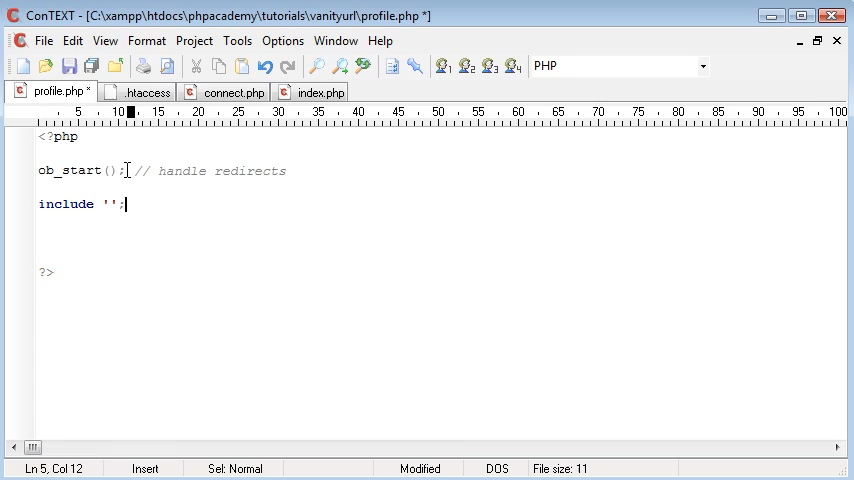 ConTEXT - [C:\xampp\htdocs\phpacademy\tutorials\vanityurl\profile.php *]
File Edit View Format Project Tools Options Window Help
PHP
profile.php * .htaccess connect.php index.php
5 10 15 20 25 30 35 40 45 50 55 60 65 70 75 80 85 90 95 100
<?php
ob_start(); // handle redirects
include '';
?>
Ln 5, Col 12 Insert Sel: Normal Modified DOS File size: 11